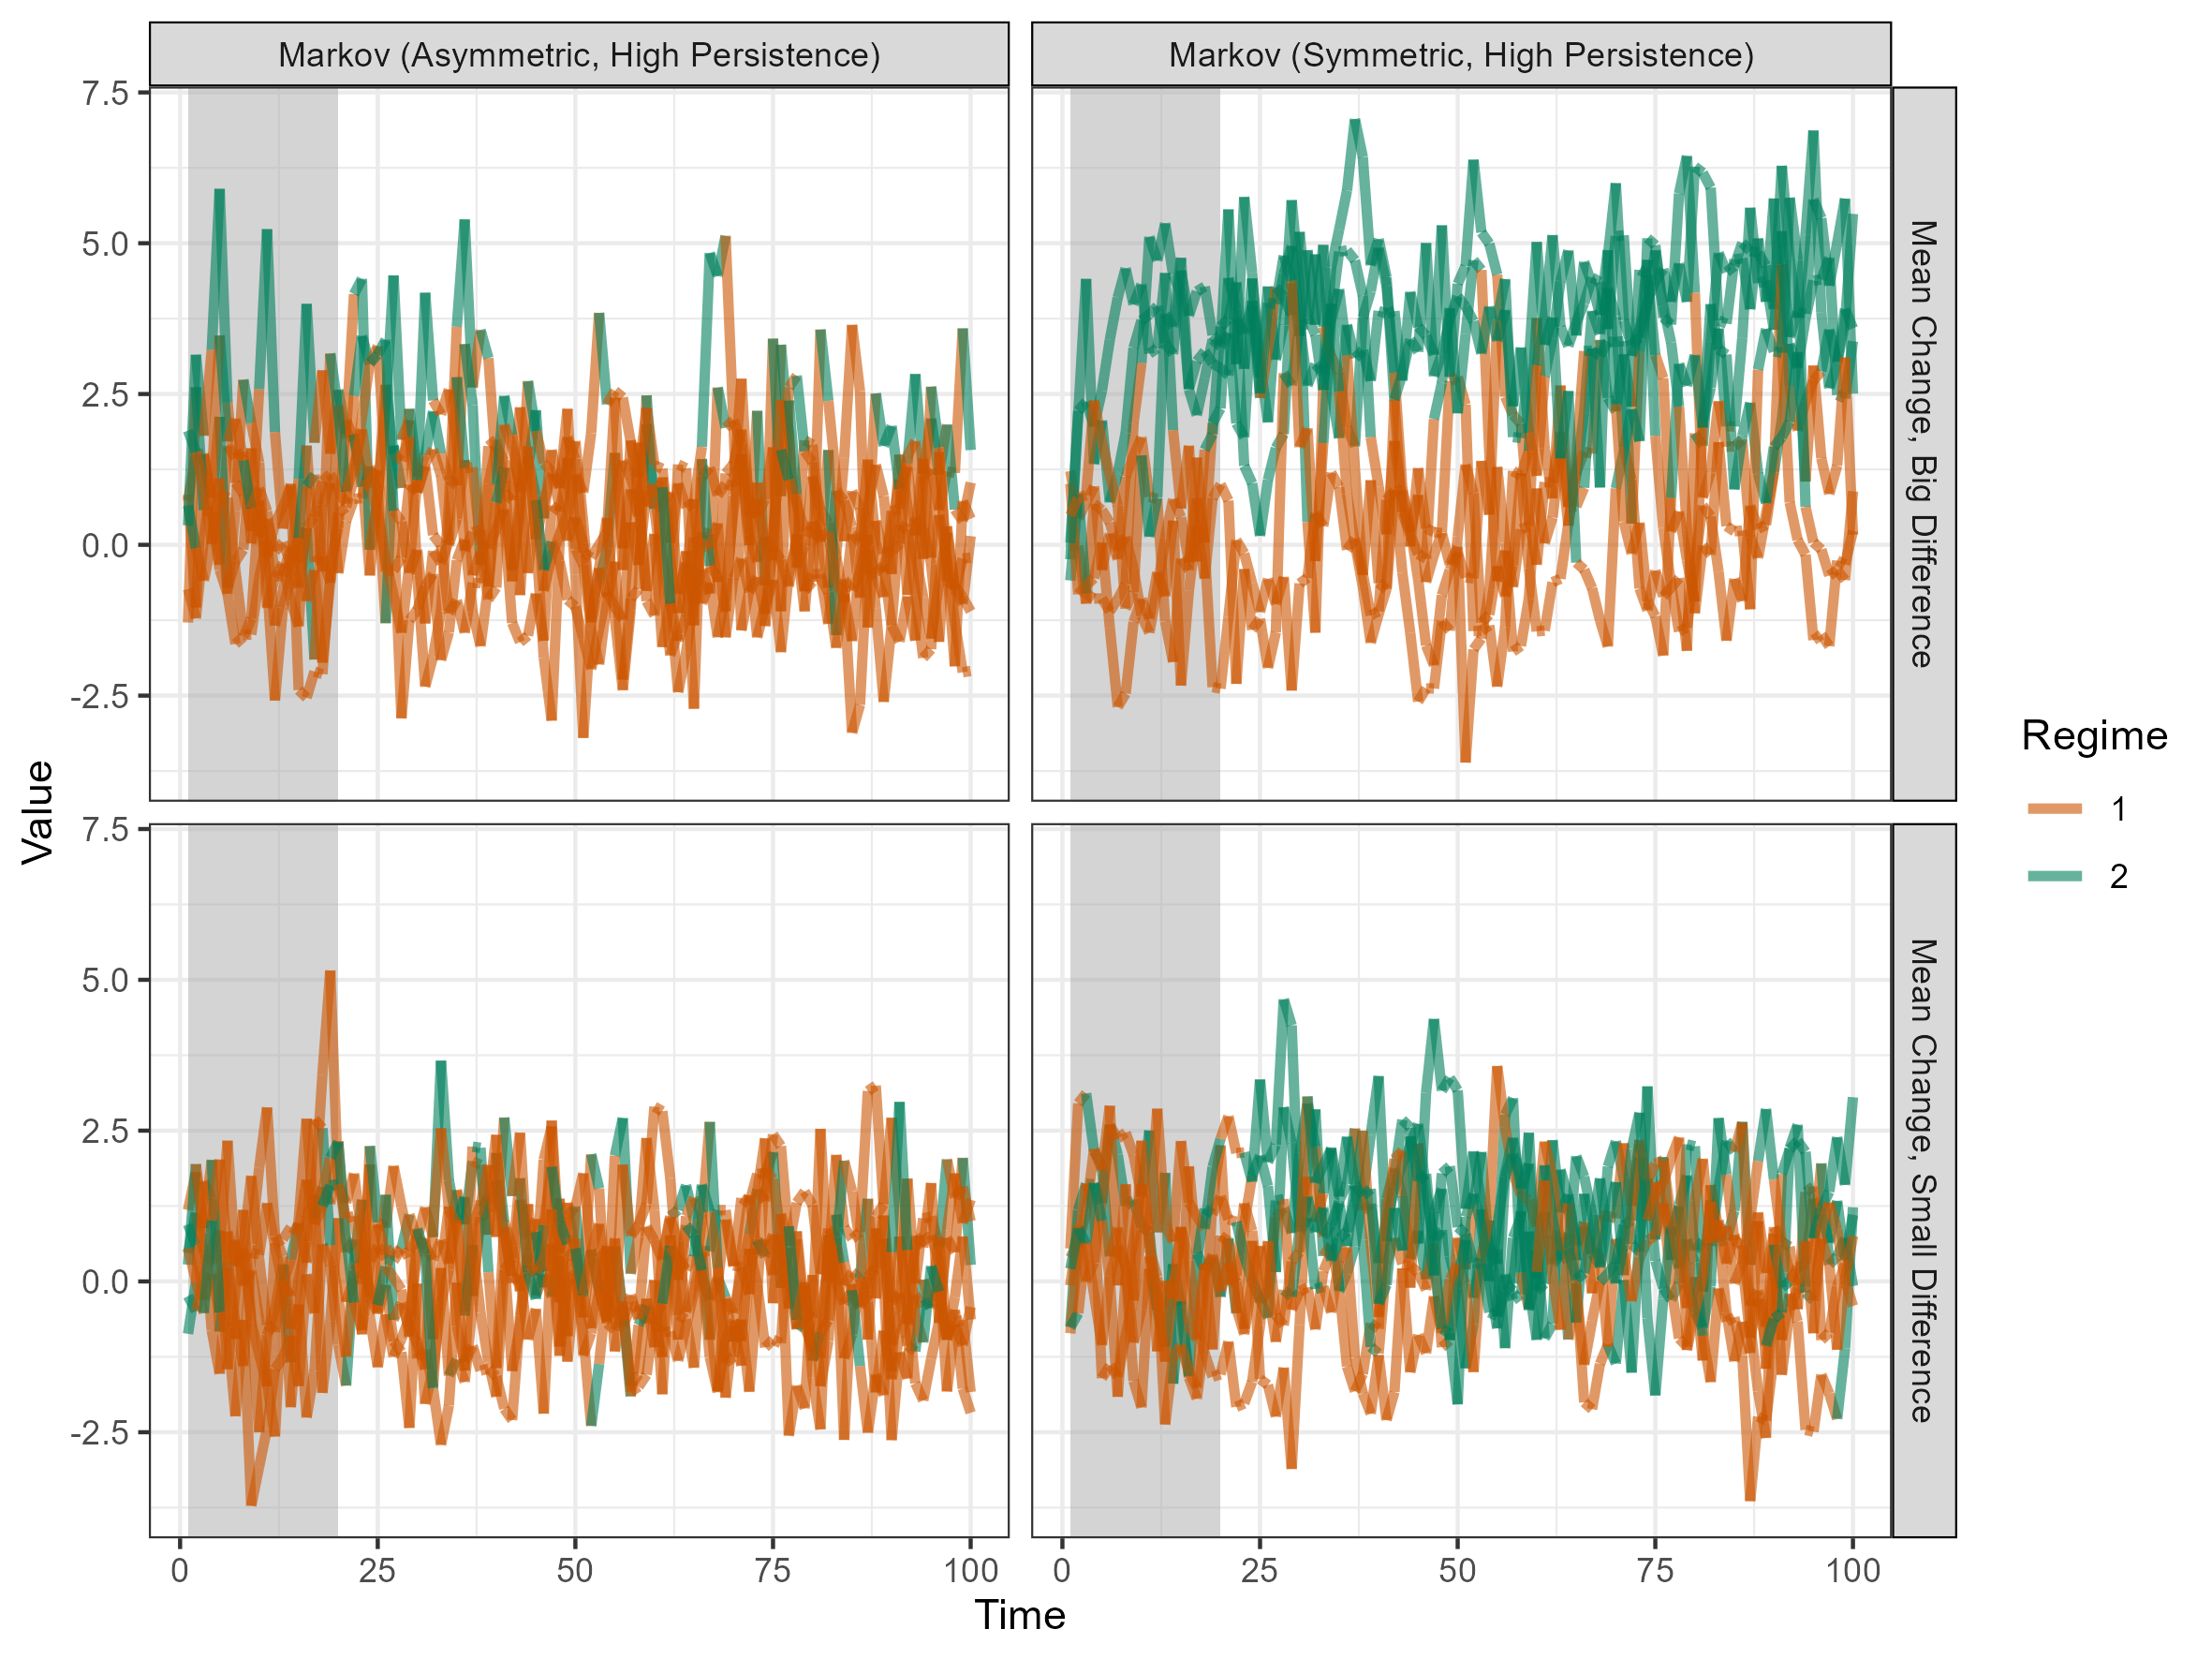 Markov (Asymmetric, High Persistence)
Markov (Symmetric, High Persistence)
7.5
5.0
2.5
0.0
-2.5
Mean Change, Big Difference
7.5
5.0
2.5
0.0
-2.5
Mean Change, Small Difference
Value
0 25 50 75 100
0 25 50 75 100
Time
Regime
1
2